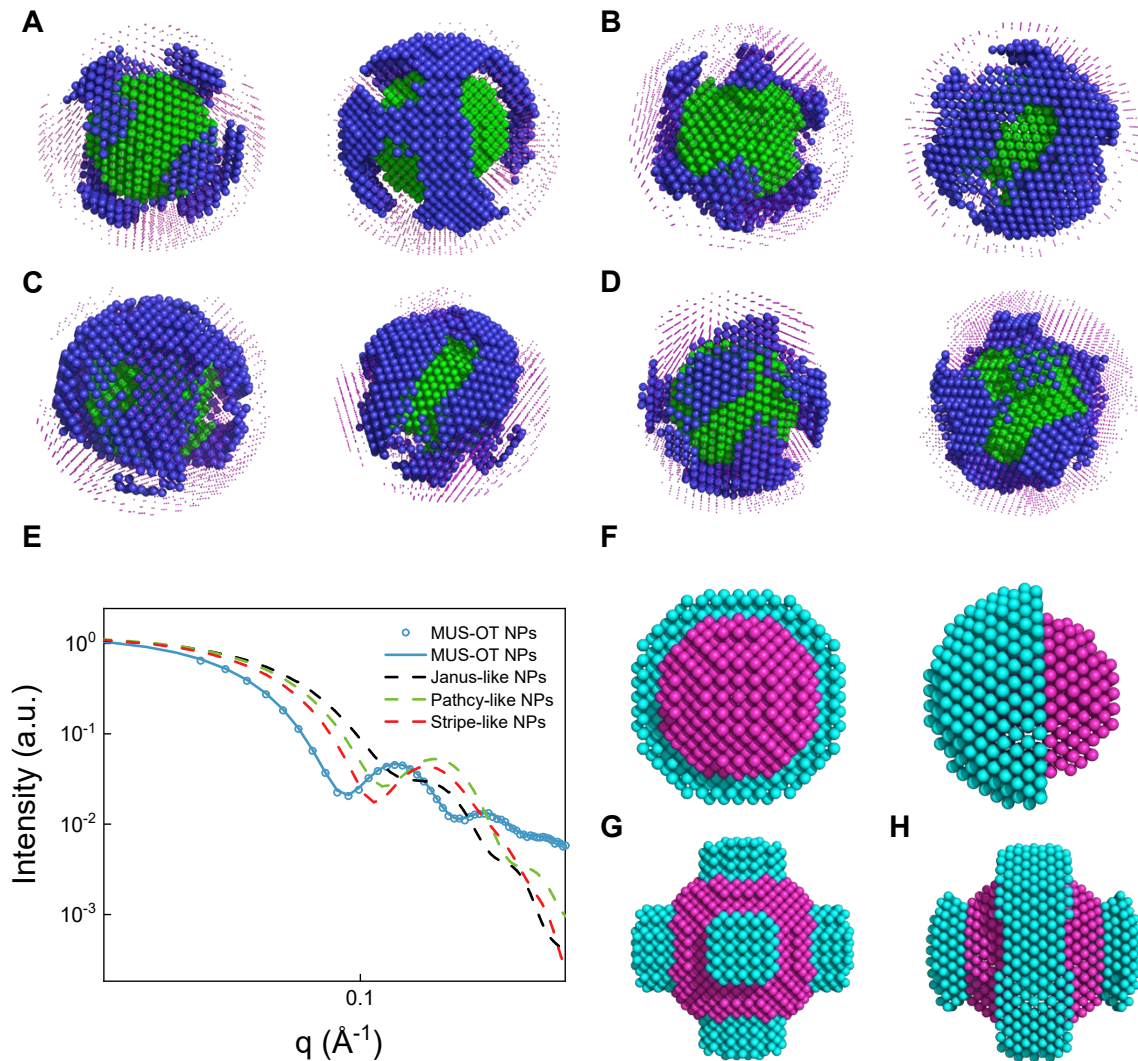 A
B
C
D
E
F
10⁰
10⁻¹
10⁻²
10⁻³
Intensity (a.u.)
MUS-OT NPs
MUS-OT NPs
Janus-like NPs
Pathcy-like NPs
Stripe-like NPs
0.1
q (Å⁻¹)
G
H